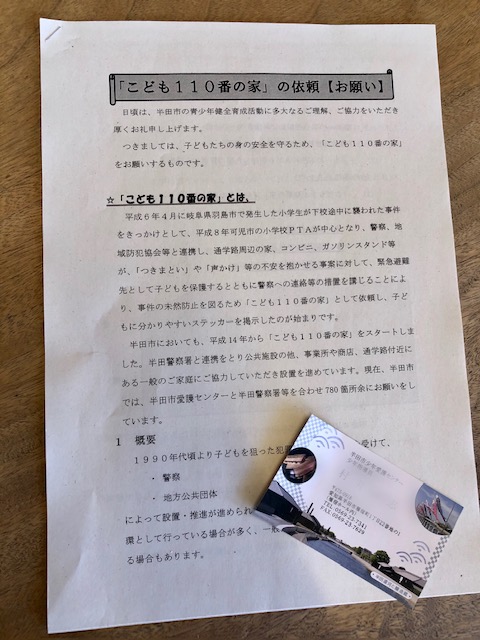 「こども１１０番の家」の依頼【お願い】
日頃は、半田市の青少年健全育成活動に多大なるご理解、ご協力をいただき
厚くお礼申し上げます。
つきましては、子どもたちの身の安全を守るため、「こども１１０番の家」
をお願いするものです。
☆「こども１１０番の家」とは、
平成６年４月に岐阜県羽島市で発生した小学生が下校途中に襲われた事件
をきっかけとして、平成８年可児市の小学校ＰＴＡが中心となり、警察、地
域防犯協会等と連携し、通学路周辺の家、コンビニ、ガソリンスタンド等
が、「つきまとい」や「声かけ」等の不安を抱かせる事案に対して、緊急避難
先として子どもを保護するとともに警察への連絡等の措置を講じることによ
り、事件の未然防止を図るため「こども１１０番の家」として依頼し、子ど
もに分かりやすいステッカーを掲示したのが始まりです。
半田市においても、平成14年から「こども１１０番の家」をスタートしま
した。半田警察署と連携をとり公共施設の他、事業所や商店、通学路付近に
ある一般のご家庭にご協力していただき設置を進めています。現在、半田市
では、半田市愛護センターと半田警察署等を合わせ780箇所余にお願いをし
ています。
１　概要
１９９０年代頃より子どもを狙った犯
受けて、
・ 警察
・ 地方公共団体
によって設置・推進が進められ
環として行っている場合が多く、一般
る場合もあります。
半田市少年愛護センター
TEL 0569-23-7341
FAX 0569-23-7629